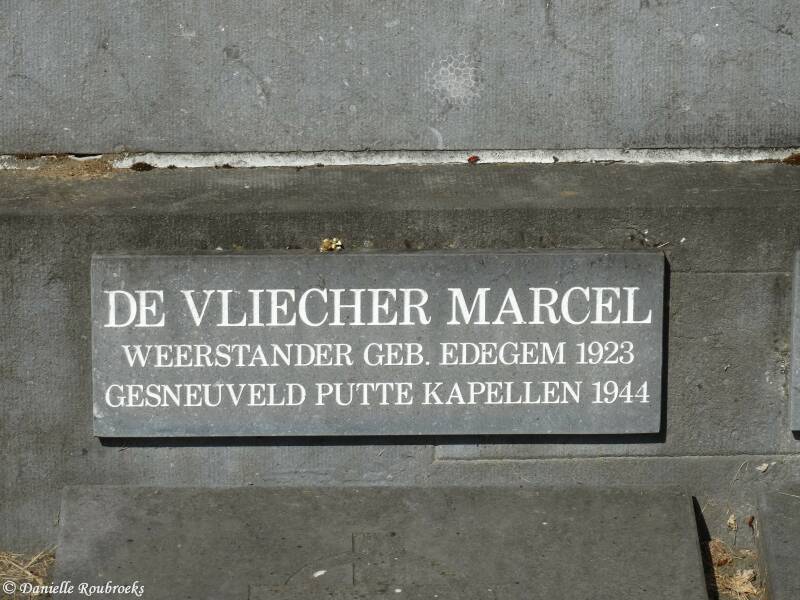 DE VLIECHER MARCEL
WEERSTANDER GEB. EDEGEM 1923
GESNEUVELD PUTTE KAPELLEN 1944
© Danielle Roubroeks